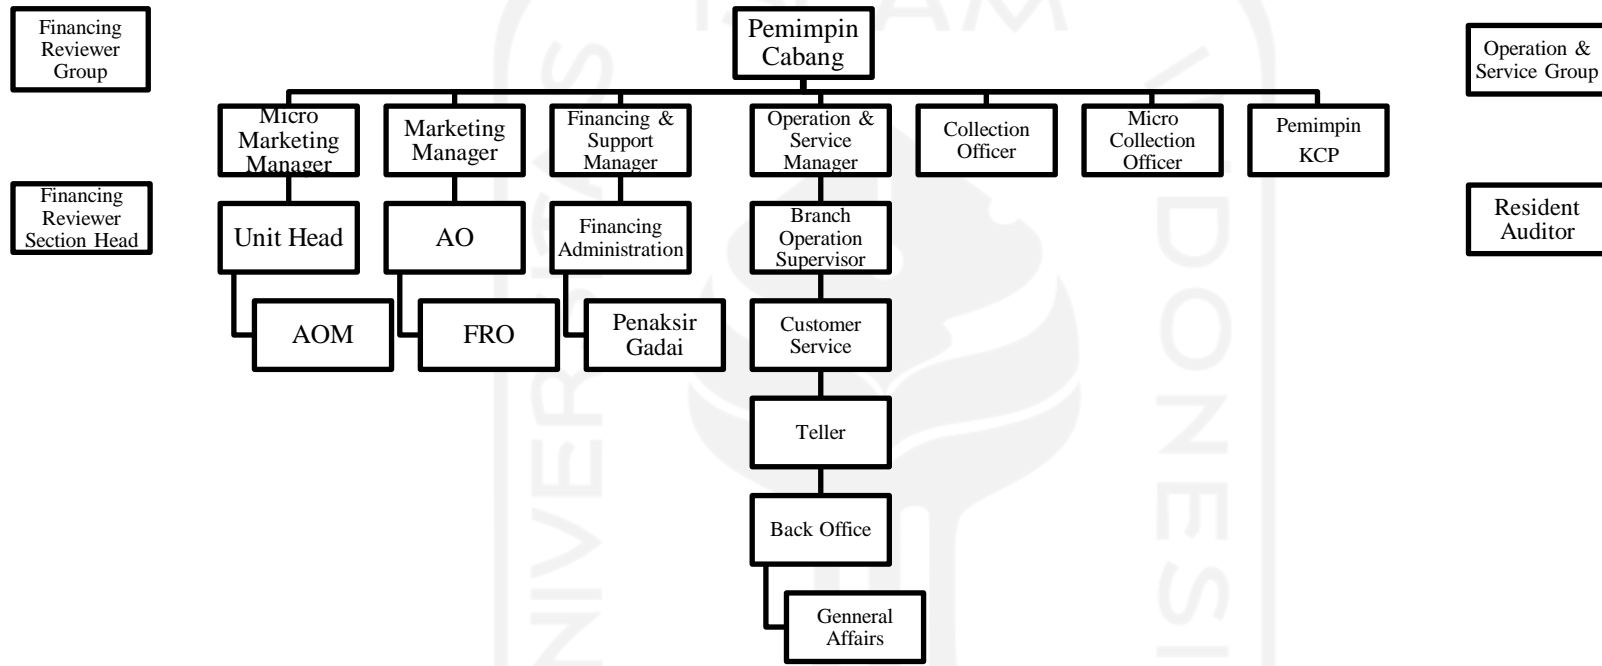 Financing
Reviewer
Group
Pemimpin
Cabang
Operation &
Service Group
Micro
Marketing
Manager
Marketing
Manager
Financing &
Support
Manager
Operation &
Service
Manager
Collection
Officer
Micro
Collection
Officer
Pemimpin
KCP
Financing
Reviewer
Section Head
Unit Head
AO
Financing
Administration
Branch
Operation
Supervisor
Resident
Auditor
AOM
FRO
Penaksir
Gadai
Customer
Service
Teller
Back Office
Genneral
Affairs